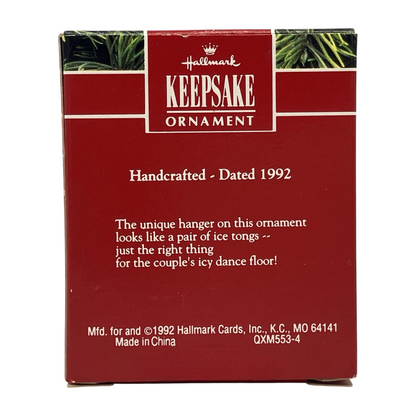 Hallmark
KEEPSAKE
ORNAMENT
Handcrafted - Dated 1992
The unique hanger on this ornament
looks like a pair of ice tongs --
just the right thing
for the couple's icy dance floor!
Mfd. for and ©1992 Hallmark Cards, Inc., K.C., MO 64141
Made in China QXM553-4